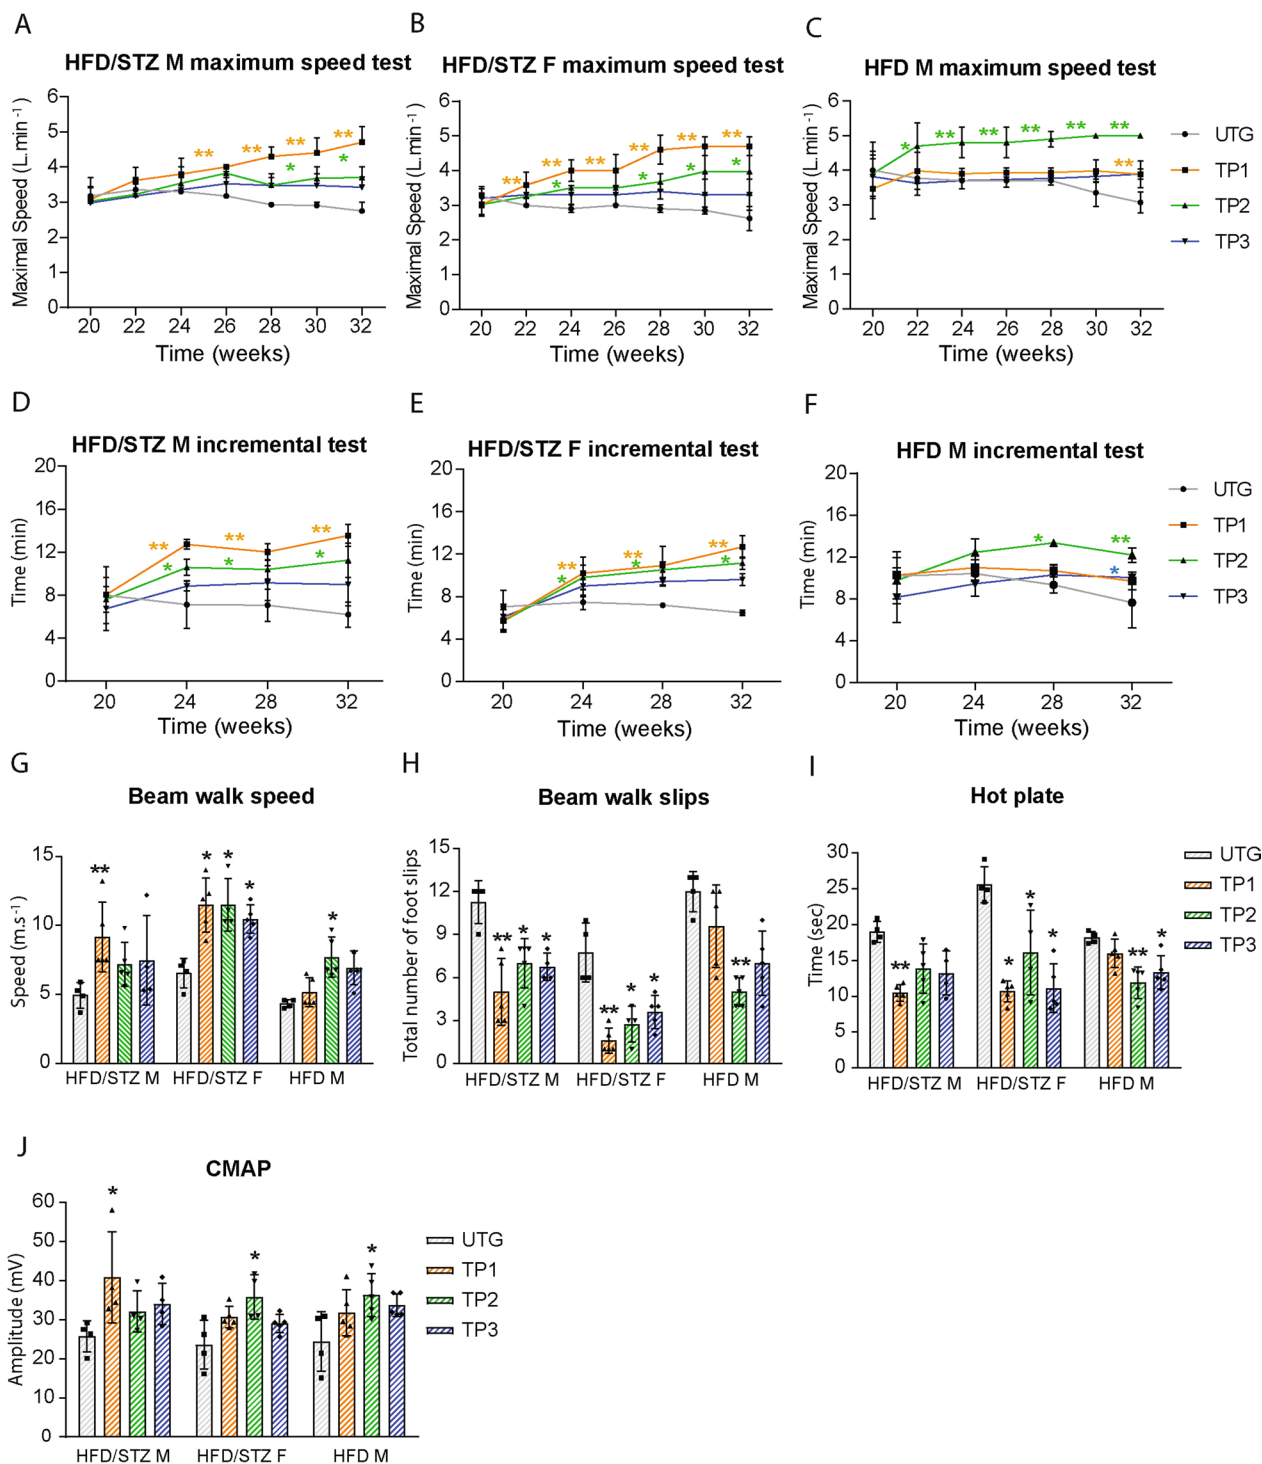 A
HFD/STZ M maximum speed test
Maximal Speed (L.min⁻¹)
6
5
4
3
2
1
0
** ** ** **
* *
20 22 24 26 28 30 32
Time (weeks)
B
HFD/STZ F maximum speed test
Maximal Speed (L.min⁻¹)
6
5
4
3
2
1
0
** ** ** ** ** **
* * * *
20 22 24 26 28 30 32
Time (weeks)
C
HFD M maximum speed test
Maximal Speed (L.min⁻¹)
6
5
4
3
2
1
0
* ** ** ** ** **
**
20 22 24 26 28 30 32
Time (weeks)
UTG
TP1
TP2
TP3
D
HFD/STZ M incremental test
Time (min)
20
16
12
8
4
0
** ** **
* * *
20 24 28 32
Time (weeks)
E
HFD/STZ F incremental test
Time (min)
20
16
12
8
4
0
** ** **
* * *
20 24 28 32
Time (weeks)
F
HFD M incremental test
Time (min)
20
16
12
8
4
0
* **
*
20 24 28 32
Time (weeks)
UTG
TP1
TP2
TP3
G
Beam walk speed
Speed (m.s⁻¹)
15
10
5
0
** * * * *
HFD/STZ M HFD/STZ F HFD M
H
Beam walk slips
Total number of foot slips
15
12
9
6
3
0
** * * ** * * **
HFD/STZ M HFD/STZ F HFD M
I
Hot plate
Time (sec)
30
25
20
15
10
5
0
** * * * ** *
HFD/STZ M HFD/STZ F HFD M
UTG
TP1
TP2
TP3
J
CMAP
Amplitude (mV)
60
50
40
30
20
10
0
* * *
HFD/STZ M HFD/STZ F HFD M
UTG
TP1
TP2
TP3